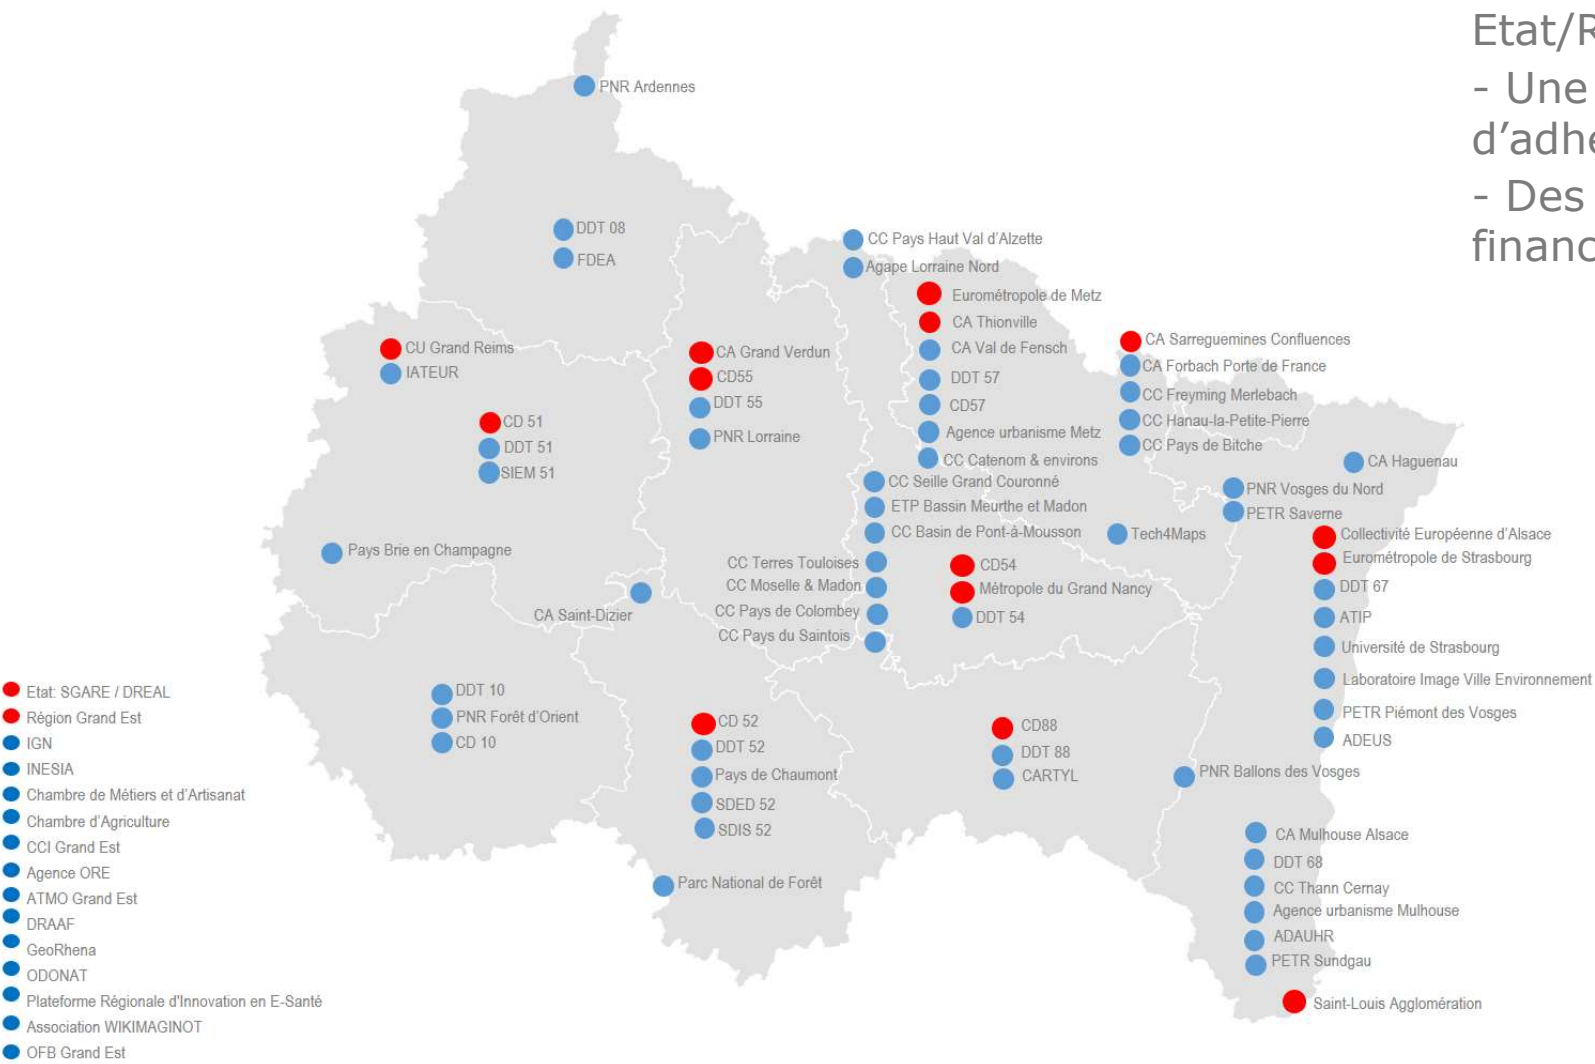 Etat/R
- Une
d'adhe
- Des
financ
PNR Ardennes
DDT 08
FDEA
CC Pays Haut Val d'Alzette
Agape Lorraine Nord
Eurométropole de Metz
CA Thionville
CA Val de Fensch
DDT 57
CD57
Agence urbanisme Metz
CC Catenom & environs
CA Sarreguemines Confluences
CA Forbach Porte de France
CC Freyming Merlebach
CC Hanau-la-Petite-Pierre
CC Pays de Bitche
CU Grand Reims
IATEUR
CD 51
DDT 51
SIEM 51
CA Grand Verdun
CD55
DDT 55
PNR Lorraine
CA Haguenau
PNR Vosges du Nord
PETR Saverne
CC Seille Grand Couronné
ETP Bassin Meurthe et Madon
CC Basin de Pont-à-Mousson
Tech4Maps
CC Terres Touloises
CC Moselle & Madon
CC Pays de Colombey
CC Pays du Saintois
CD54
Métropole du Grand Nancy
DDT 54
Collectivité Européenne d'Alsace
Eurométropole de Strasbourg
DDT 67
ATIP
Université de Strasbourg
Laboratoire Image Ville Environnement
PETR Piémont des Vosges
ADEUS
Pays Brie en Champagne
CA Saint-Dizier
DDT 10
PNR Forêt d'Orient
CD 10
CD 52
DDT 52
Pays de Chaumont
SDED 52
SDIS 52
Parc National de Forêt
CD88
DDT 88
CARTYL
PNR Ballons des Vosges
CA Mulhouse Alsace
DDT 68
CC Thann Cernay
Agence urbanisme Mulhouse
ADAUHR
PETR Sundgau
Saint-Louis Agglomération
Etat: SGARE / DREAL
Région Grand Est
IGN
INESIA
Chambre de Métiers et d'Artisanat
Chambre d'Agriculture
CCI Grand Est
Agence ORE
ATMO Grand Est
DRAAF
GeoRhena
ODONAT
Plateforme Régionale d'Innovation en E-Santé
Association WIKIMAGINOT
OFB Grand Est